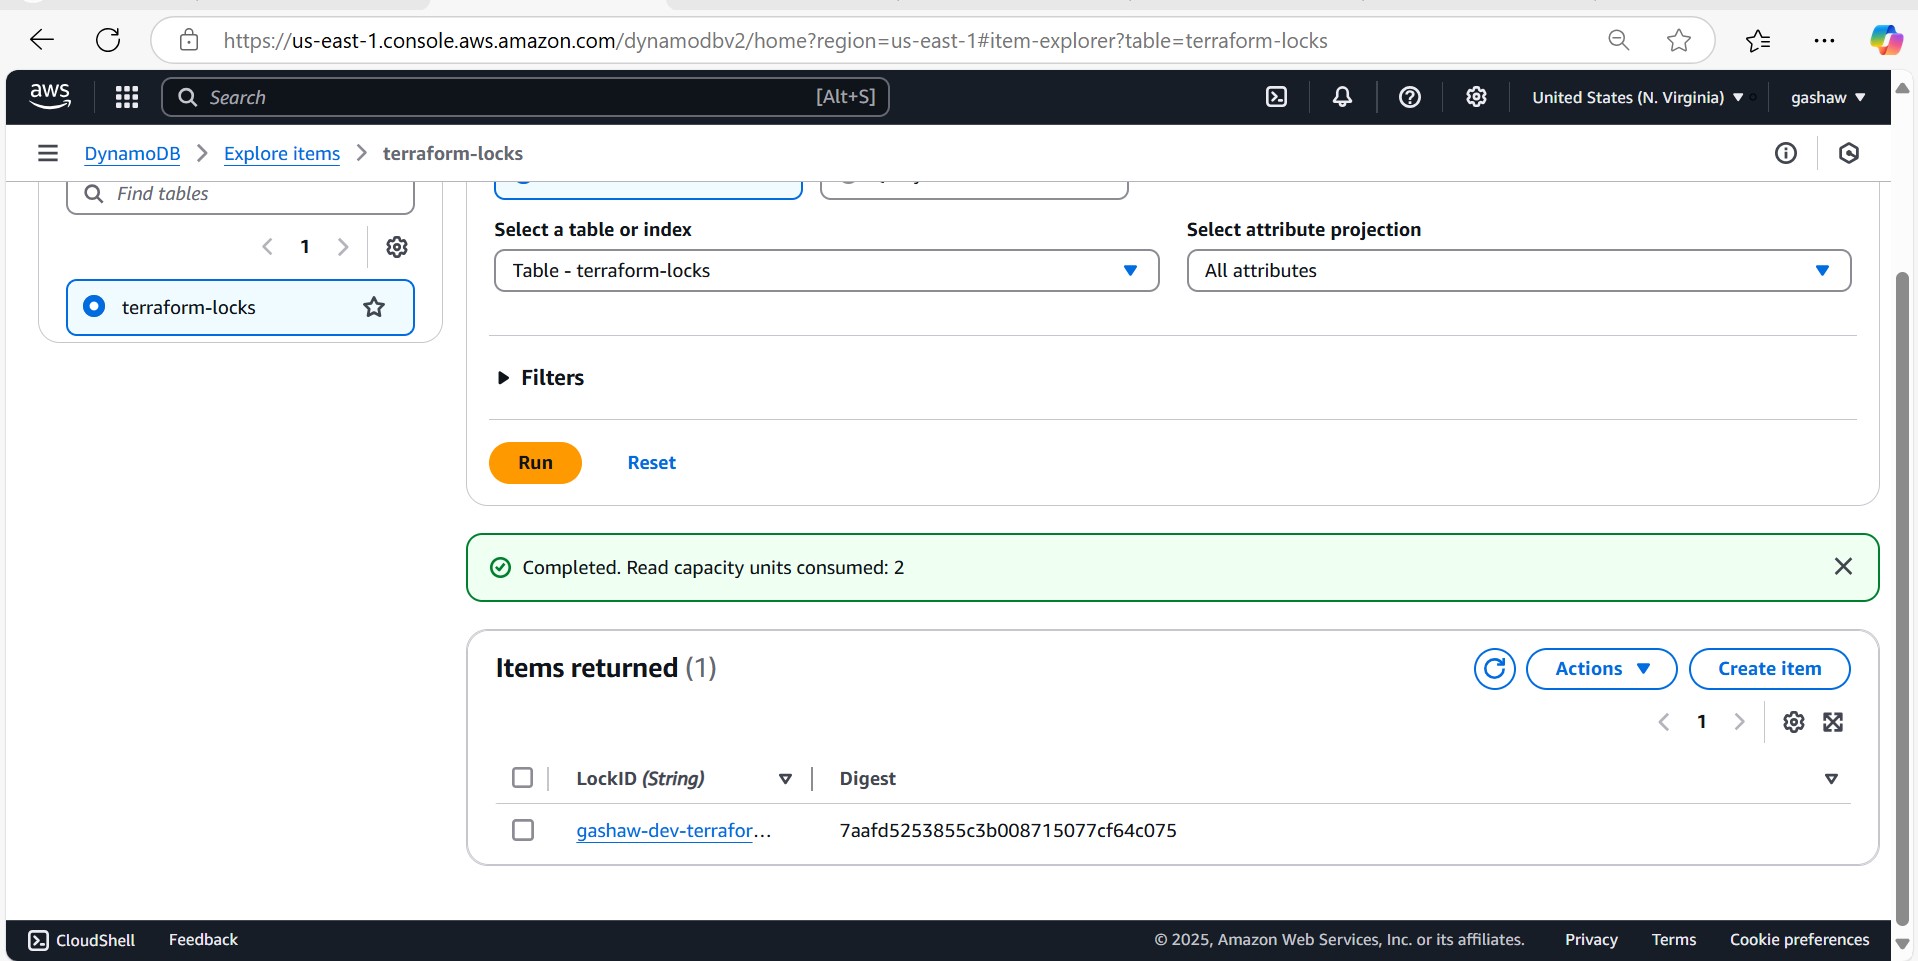 https://us-east-1.console.aws.amazon.com/dynamodbv2/home?region=us-east-1#item-explorer?table=terraform-locks
aws
Search
[Alt+S]
United States (N. Virginia)
gashaw
DynamoDB
Explore items
terraform-locks
Find tables
1
terraform-locks
Select a table or index
Table - terraform-locks
Select attribute projection
All attributes
Filters
Run
Reset
Completed. Read capacity units consumed: 2
Items returned (1)
Actions
Create item
1
LockID (String)
Digest
gashaw-dev-terrafor...
7aafd5253855c3b008715077cf64c075
CloudShell
Feedback
© 2025, Amazon Web Services, Inc. or its affiliates.
Privacy
Terms
Cookie preferences